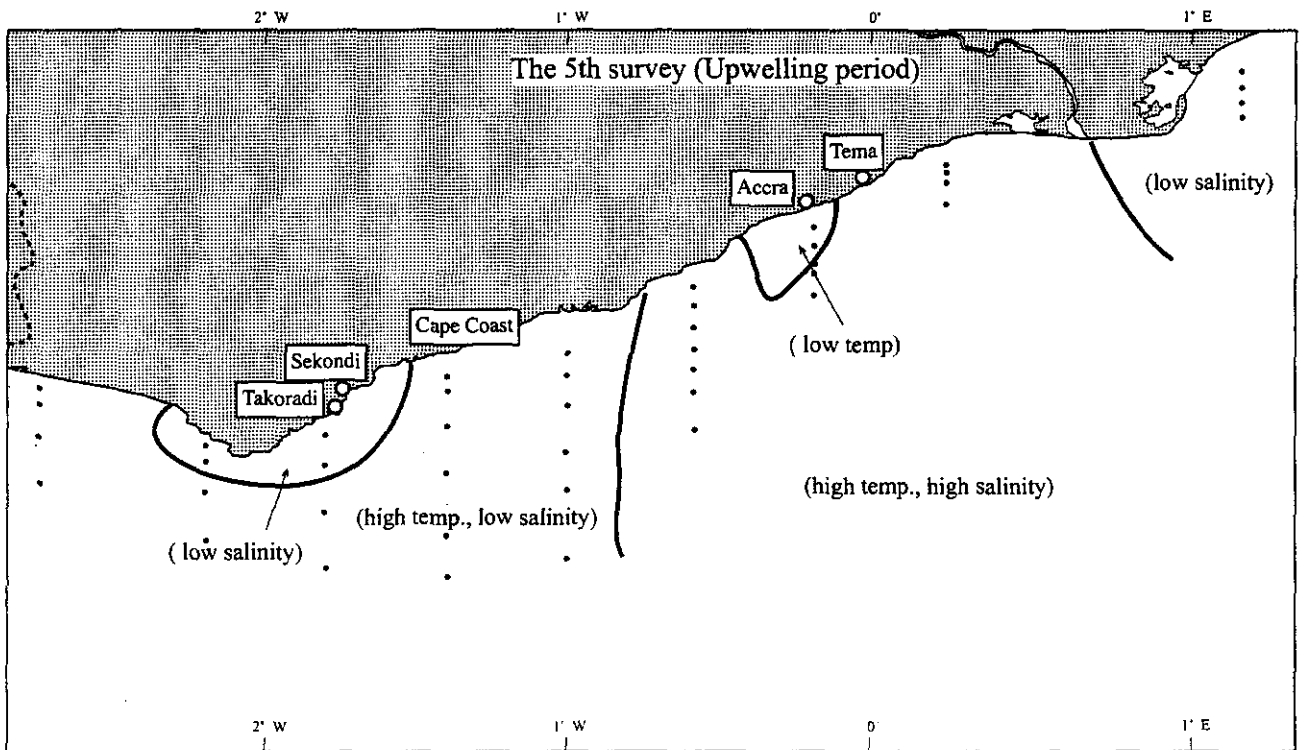 2° W
1° W
0°
1° E
The 5th survey (Upwelling period)
Tema
Accra
(low salinity)
Cape Coast
( low temp)
Sekondi
Takoradi
(high temp., high salinity)
(high temp., low salinity)
( low salinity)
2° W
1° W
0°
1° E